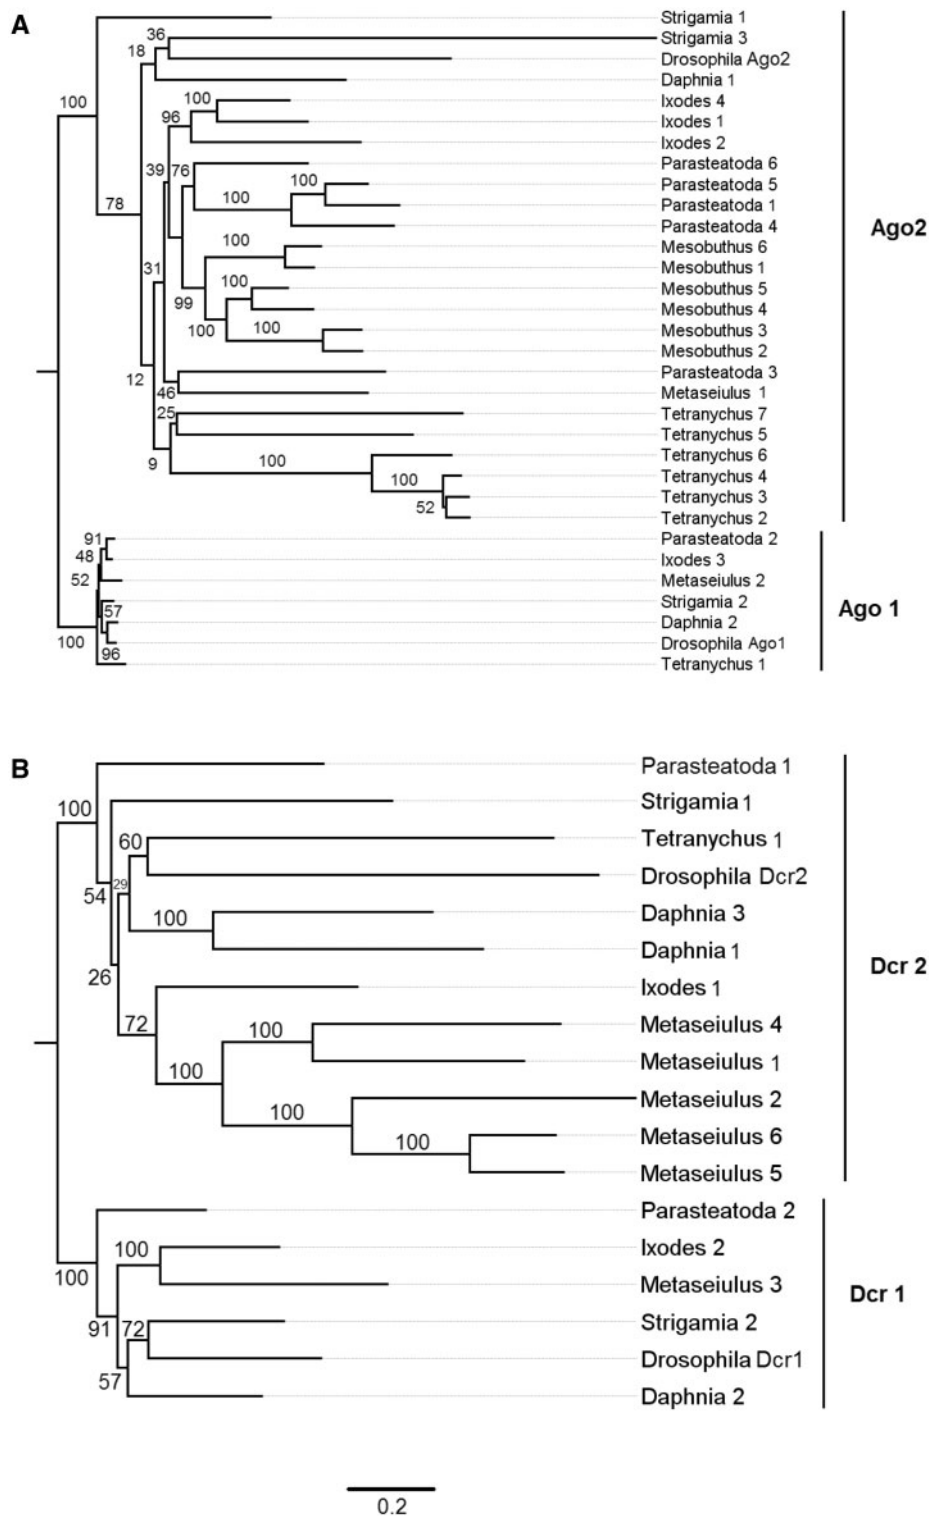 A
Strigamia 1
36
Strigamia 3
18
Drosophila Ago2
Daphnia 1
100
100
Ixodes 4
96
Ixodes 1
Ixodes 2
39
76
Parasteatoda 6
100
Parasteatoda 5
100
Parasteatoda 1
78
Parasteatoda 4
Ago2
100
Mesobuthus 6
Mesobuthus 1
31
100
Mesobuthus 5
99
Mesobuthus 4
100
100
Mesobuthus 3
Mesobuthus 2
12
Parasteatoda 3
46
Metaseiulus 1
25
Tetranychus 7
Tetranychus 5
9
100
Tetranychus 6
100
Tetranychus 4
52
Tetranychus 3
Tetranychus 2
91
Parasteatoda 2
48
Ixodes 3
52
Metaseiulus 2
57
Strigamia 2
Ago 1
Daphnia 2
100
Drosophila Ago1
96
Tetranychus 1
B
Parasteatoda 1
100
Strigamia 1
60
Tetranychus 1
54
29
Drosophila Dcr2
100
Daphnia 3
Daphnia 1
Dcr 2
26
Ixodes 1
72
100
Metaseiulus 4
Metaseiulus 1
100
100
Metaseiulus 2
100
Metaseiulus 6
Metaseiulus 5
Parasteatoda 2
100
100
Ixodes 2
Metaseiulus 3
Dcr 1
91
72
Strigamia 2
Drosophila Dcr1
57
Daphnia 2
0.2